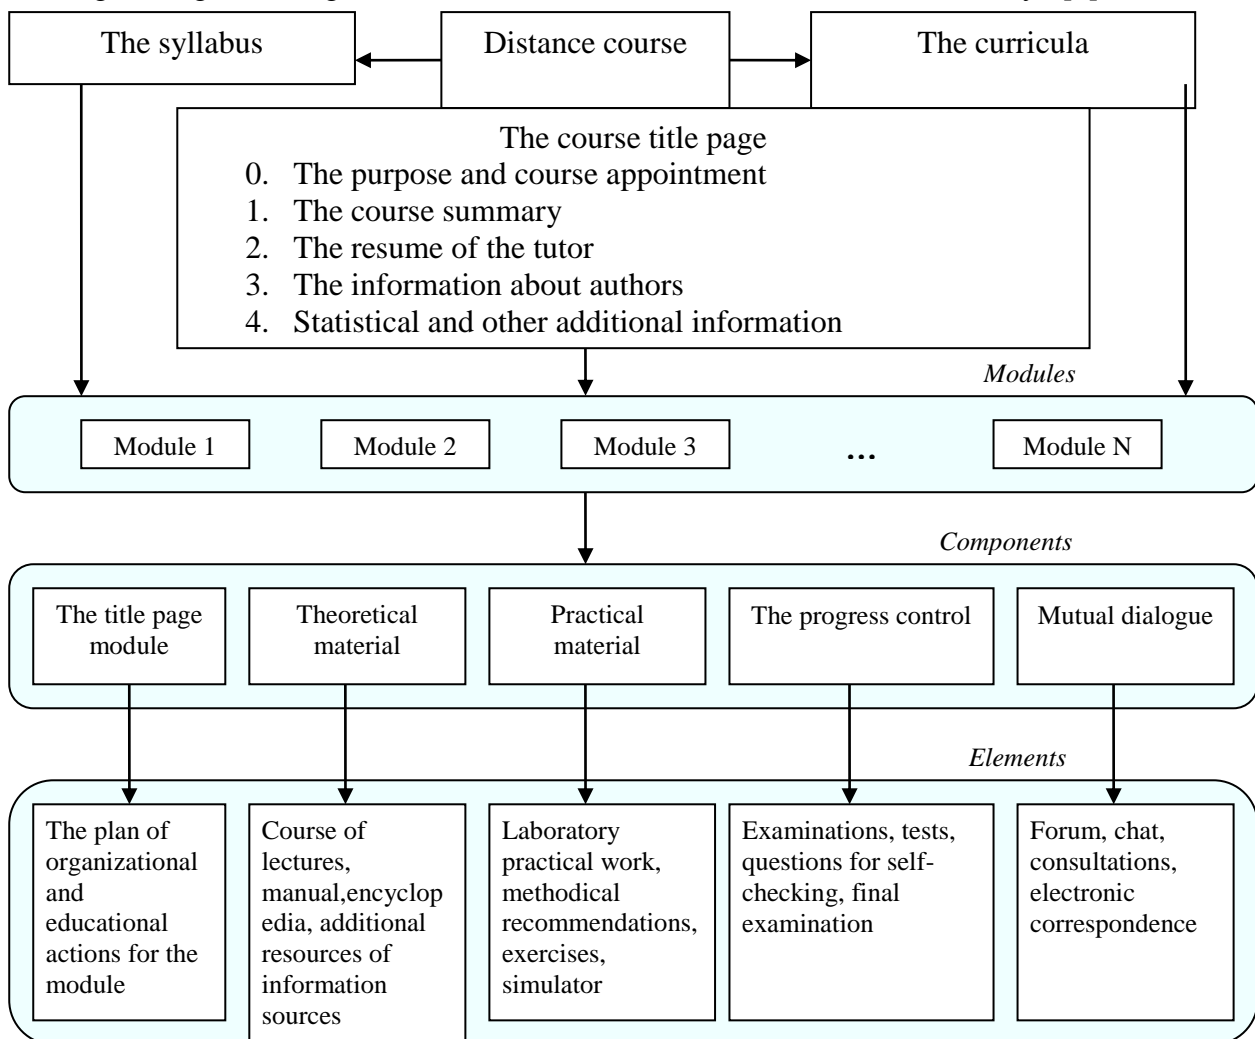 The syllabus
Distance course
The curricula
The course title page
0. The purpose and course appointment
1. The course summary
2. The resume of the tutor
3. The information about authors
4. Statistical and other additional information
Modules
Module 1
Module 2
Module 3
...
Module N
Components
The title page
module
Theoretical
material
Practical
material
The progress control
Mutual dialogue
Elements
The plan of
organizational
and
educational
actions for the
module
Course of
lectures,
manual,encyclop
edia, additional
resources of
information
sources
Laboratory
practical work,
methodical
recommendations,
exercises,
simulator
Examinations, tests,
questions for self-
checking, final
examination
Forum, chat,
consultations,
electronic
correspondence